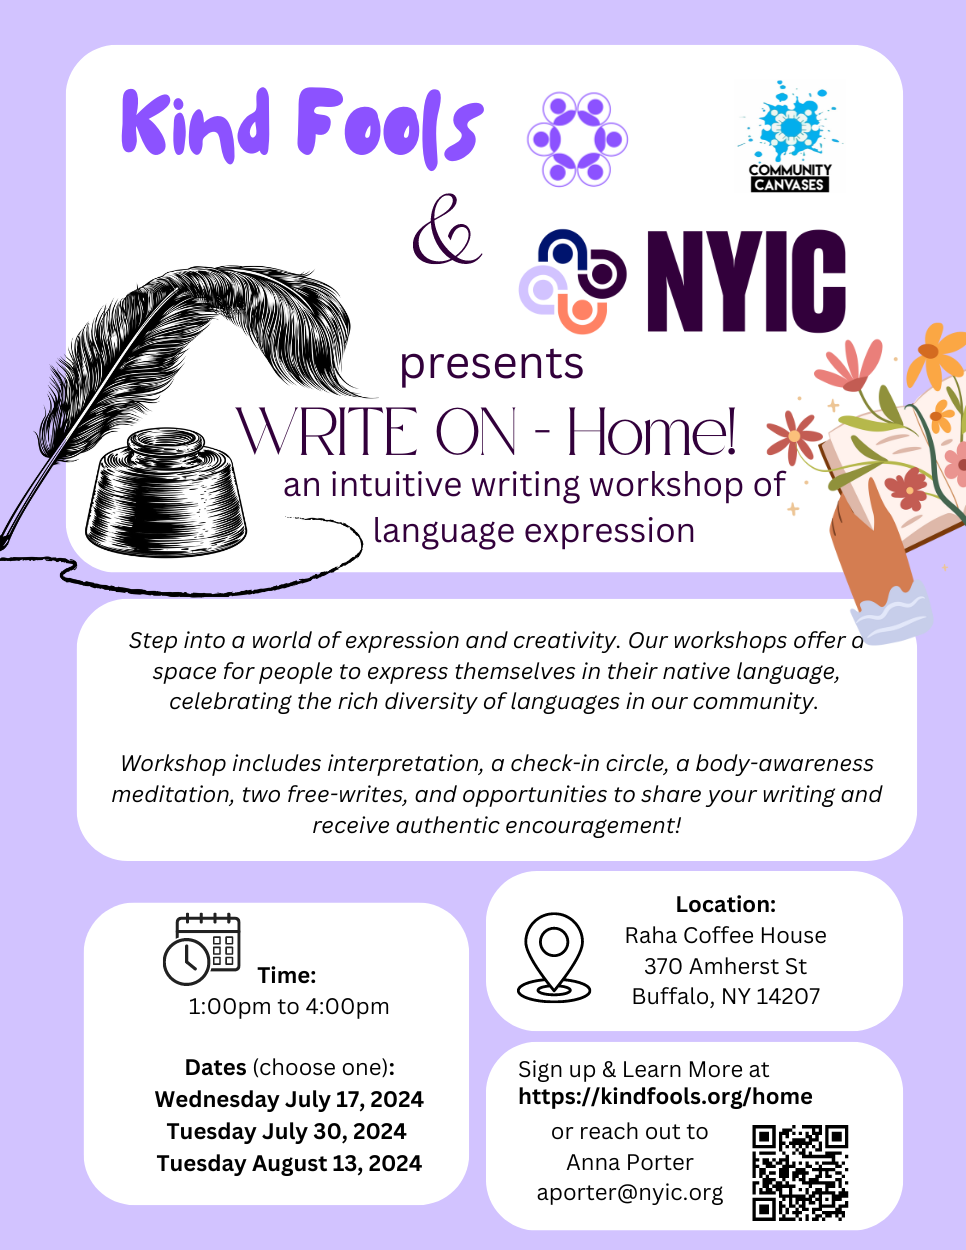 Kind Fools
COMMUNITY
CANVASES
&
NYIC
presents
WRITE ON - Home!
an intuitive writing workshop of
language expression
Step into a world of expression and creativity. Our workshops offer a
space for people to express themselves in their native language,
celebrating the rich diversity of languages in our community.
Workshop includes interpretation, a check-in circle, a body-awareness
meditation, two free-writes, and opportunities to share your writing and
receive authentic encouragement!
Time:
1:00pm to 4:00pm
Dates (choose one):
Wednesday July 17, 2024
Tuesday July 30, 2024
Tuesday August 13, 2024
Location:
Raha Coffee House
370 Amherst St
Buffalo, NY 14207
Sign up & Learn More at
https://kindfools.org/home
or reach out to
Anna Porter
aporter@nyic.org